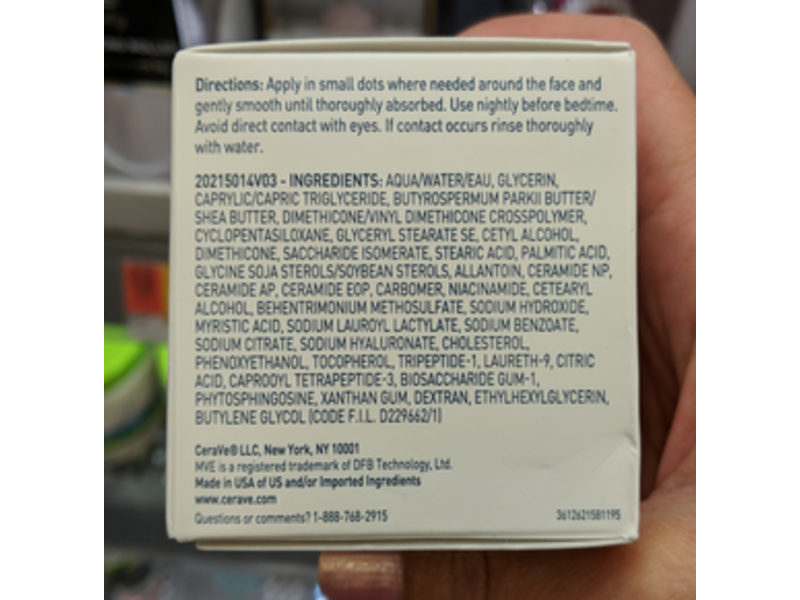 Directions: Apply in small dots where needed around the face and
gently smooth until thoroughly absorbed. Use nightly before bedtime.
Avoid direct contact with eyes. If contact occurs rinse thoroughly
with water.
20215014V03 - INGREDIENTS: AQUA/WATER/EAU, GLYCERIN,
CAPRYLIC/CAPRIC TRIGLYCERIDE, BUTYROSPERMUM PARKII BUTTER/
SHEA BUTTER, DIMETHICONE/VINYL DIMETHICONE CROSSPOLYMER,
CYCLOPENTASILOXANE, GLYCERYL STEARATE SE, CETYL ALCOHOL,
DIMETHICONE, SACCHARIDE ISOMERATE, STEARIC ACID, PALMITIC ACID,
GLYCINE SOJA STEROLS/SOYBEAN STEROLS, ALLANTOIN, CERAMIDE NP,
CERAMIDE AP, CERAMIDE EOP, CARBOMER, NIACINAMIDE, CETEARYL
ALCOHOL, BEHENTRIMONIUM METHOSULFATE, SODIUM HYDROXIDE,
MYRISTIC ACID, SODIUM LAUROYL LACTYLATE, SODIUM BENZOATE,
SODIUM CITRATE, SODIUM HYALURONATE, CHOLESTEROL,
PHENOXYETHANOL, TOCOPHEROL, TRIPEPTIDE-1, LAURETH-9, CITRIC
ACID, CAPROOYL TETRAPEPTIDE-3, BIOSACCHARIDE GUM-1,
PHYTOSPHINGOSINE, XANTHAN GUM, DEXTRAN, ETHYLHEXYLGLYCERIN,
BUTYLENE GLYCOL (CODE F.I.L. D229662/1)
CeraVe® LLC, New York, NY 10001
MVE is a registered trademark of DFB Technology, Ltd.
Made in USA of US and/or Imported Ingredients
www.cerave.com
Questions or comments? 1-888-768-2915
3612621581195